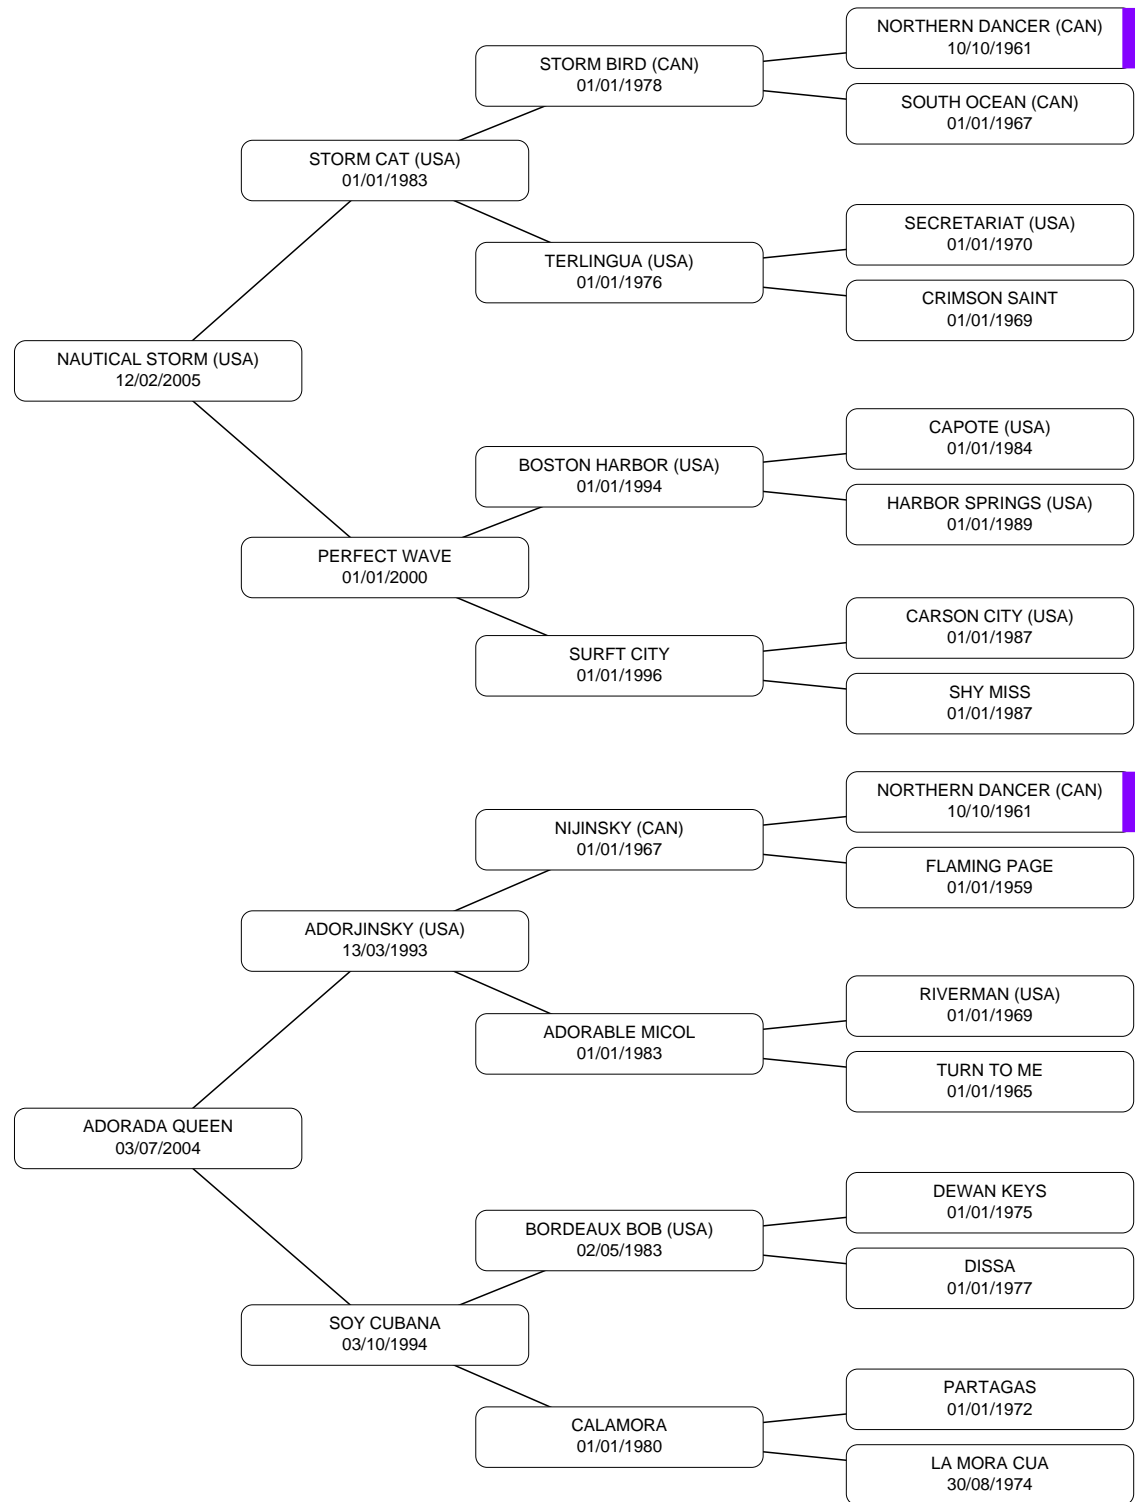 NORTHERN DANCER (CAN)
10/10/1961
STORM BIRD (CAN)
01/01/1978
SOUTH OCEAN (CAN)
01/01/1967
STORM CAT (USA)
01/01/1983
SECRETARIAT (USA)
01/01/1970
TERLINGUA (USA)
01/01/1976
CRIMSON SAINT
01/01/1969
NAUTICAL STORM (USA)
12/02/2005
CAPOTE (USA)
01/01/1984
BOSTON HARBOR (USA)
01/01/1994
HARBOR SPRINGS (USA)
01/01/1989
PERFECT WAVE
01/01/2000
CARSON CITY (USA)
01/01/1987
SURFT CITY
01/01/1996
SHY MISS
01/01/1987
NORTHERN DANCER (CAN)
10/10/1961
NIJINSKY (CAN)
01/01/1967
FLAMING PAGE
01/01/1959
ADORJINSKY (USA)
13/03/1993
RIVERMAN (USA)
01/01/1969
ADORABLE MICOL
01/01/1983
TURN TO ME
01/01/1965
ADORADA QUEEN
03/07/2004
DEWAN KEYS
01/01/1975
BORDEAUX BOB (USA)
02/05/1983
DISSA
01/01/1977
SOY CUBANA
03/10/1994
PARTAGAS
01/01/1972
CALAMORA
01/01/1980
LA MORA CUA
30/08/1974